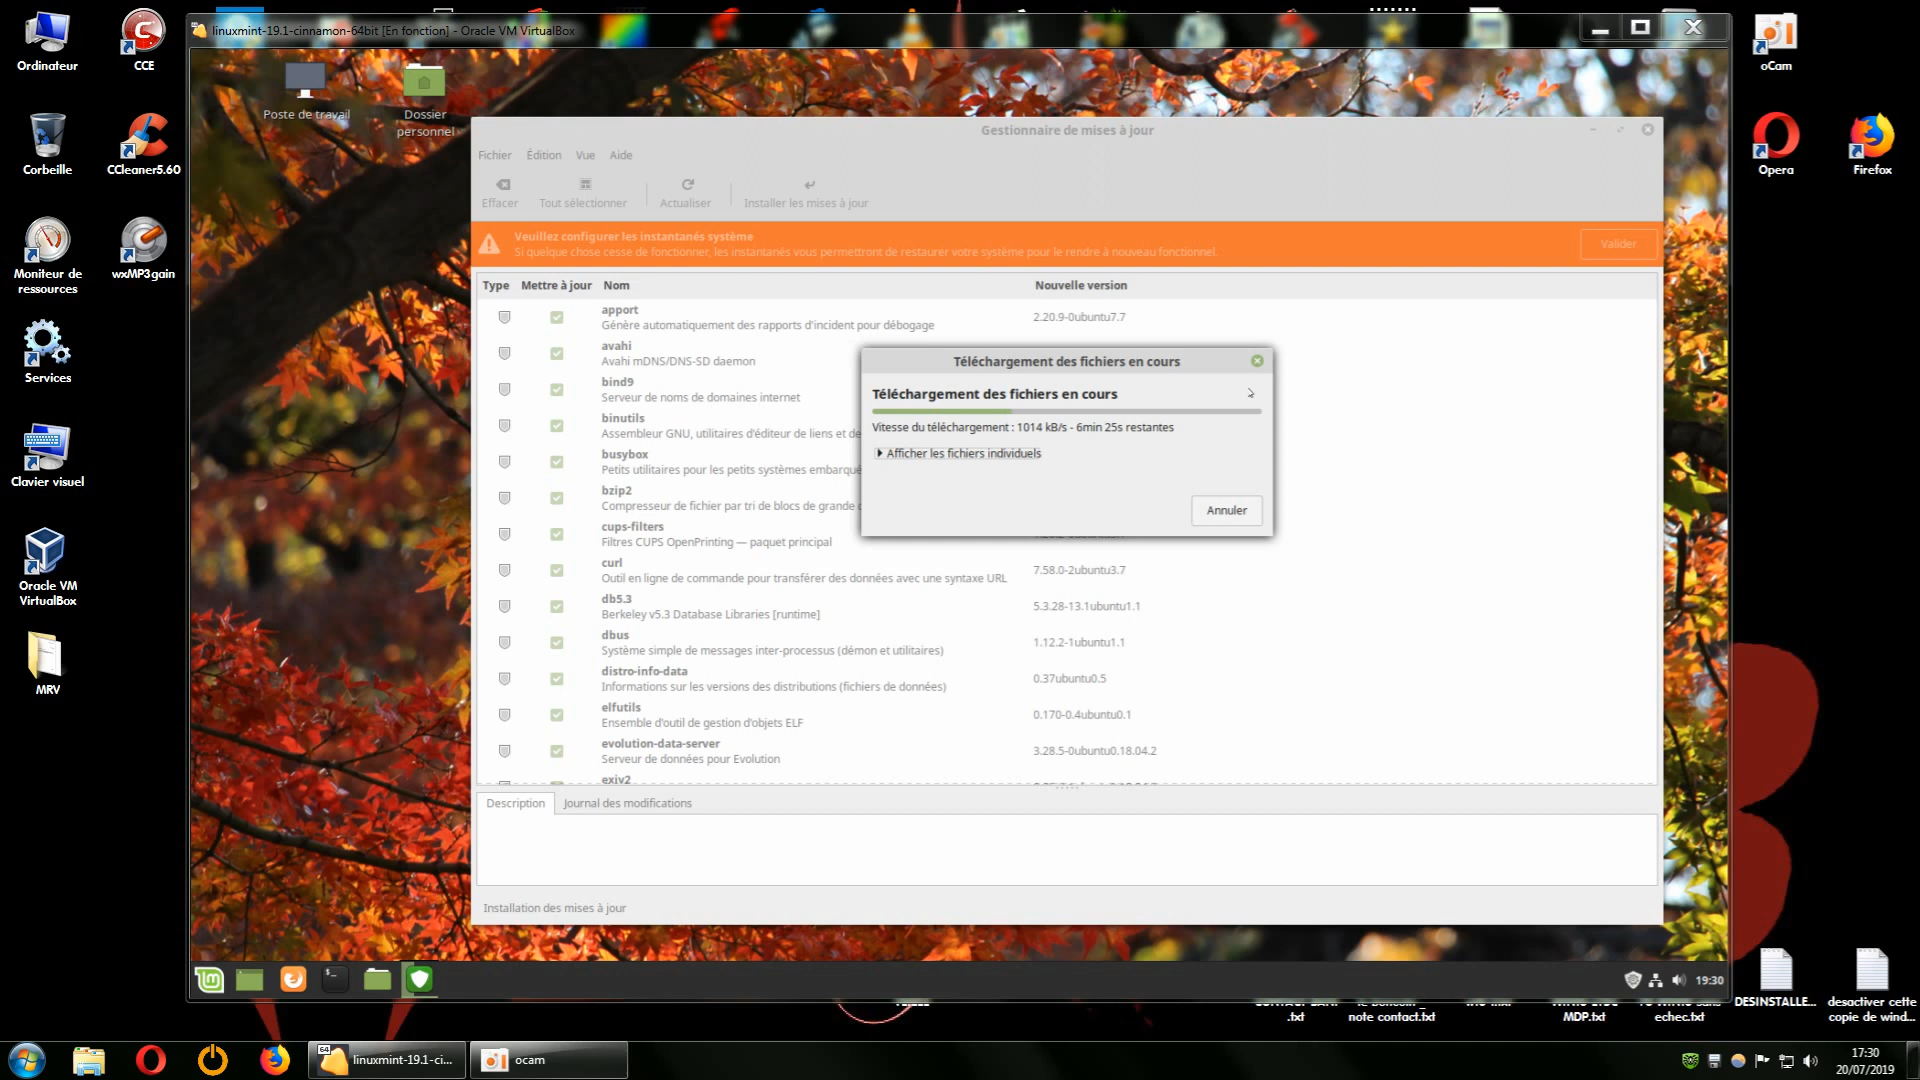 linuxmint-19.1-cinnamon-64bit [En fonction] - Oracle VM VirtualBox
Ordinateur
CCE
oCam
Corbeille
CCleaner5.60
Opera
Firefox
Moniteur de
ressources
wxMP3gain
Services
Clavier visuel
Oracle VM
VirtualBox
MRV
Poste de travail
Dossier
personnel
Gestionnaire de mises à jour
Fichier Édition Vue Aide
Effacer Tout sélectionner Actualiser Installer les mises à jour
Veuillez configurer les instantanés système
Si quelque chose cesse de fonctionner, les instantanés vous permettront de restaurer votre système pour le rendre à nouveau fonctionnel.
Valider
Type Mettre à jour Nom Nouvelle version
apport
Génère automatiquement des rapports d'incident pour débogage
2.20.9-0ubuntu7.7
avahi
Avahi mDNS/DNS-SD daemon
bind9
Serveur de noms de domaines internet
binutils
Assembleur GNU, utilitaires d'éditeur de liens et de
busybox
Petits utilitaires pour les petits systèmes embarqué
bzip2
Compresseur de fichier par tri de blocs de grande
cups-filters
Filtres CUPS OpenPrinting — paquet principal
curl
Outil en ligne de commande pour transférer des données avec une syntaxe URL
7.58.0-2ubuntu3.7
db5.3
Berkeley v5.3 Database Libraries [runtime]
5.3.28-13.1ubuntu1.1
dbus
Système simple de messages inter-processus (démon et utilitaires)
1.12.2-1ubuntu1.1
distro-info-data
Informations sur les versions des distributions (fichiers de données)
0.37ubuntu0.5
elfutils
Ensemble d'outil de gestion d'objets ELF
0.170-0.4ubuntu0.1
evolution-data-server
Serveur de données pour Evolution
3.28.5-0ubuntu0.18.04.2
exiv2
Téléchargement des fichiers en cours
Téléchargement des fichiers en cours
Vitesse du téléchargement : 1014 kB/s - 6min 25s restantes
Afficher les fichiers individuels
Annuler
Description Journal des modifications
Installation des mises à jour
19:30
.txt
note contact.txt
MDP.txt
echec.txt
DESINSTALLE...
desactiver cette
copie de wind...
64
linuxmint-19.1-ci...
ocam
17:30
20/07/2019